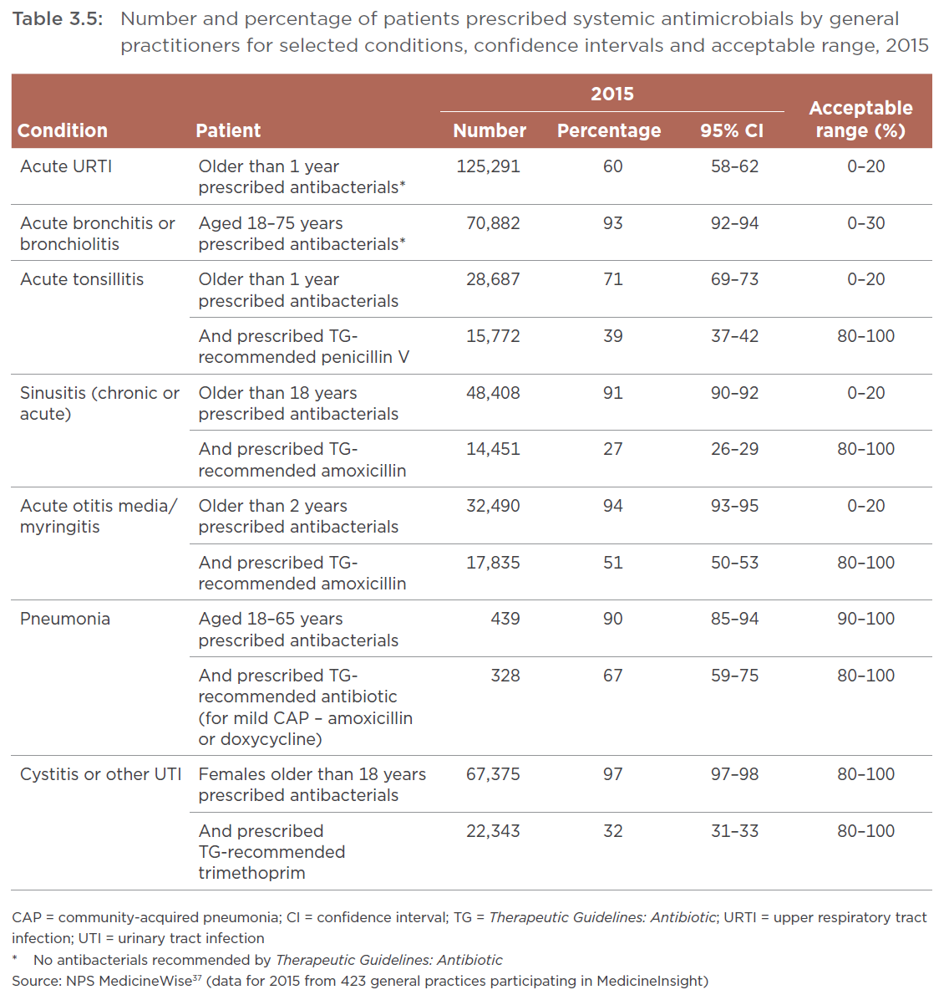 Table 3.5: Number and percentage of patients prescribed systemic antimicrobials by general
practitioners for selected conditions, confidence intervals and acceptable range, 2015
2015
Condition Patient Number Percentage 95% CI Acceptable
range (%)
Acute URTI Older than 1 year 125,291 60 58–62 0–20
prescribed antibacterials*
Acute bronchitis or Aged 18–75 years 70,882 93 92–94 0–30
bronchiolitis prescribed antibacterials*
Acute tonsillitis Older than 1 year 28,687 71 69–73 0–20
prescribed antibacterials
And prescribed TG- 15,772 39 37–42 80–100
recommended penicillin V
Sinusitis (chronic or Older than 18 years 48,408 91 90–92 0–20
acute) prescribed antibacterials
And prescribed TG- 14,451 27 26–29 80–100
recommended amoxicillin
Acute otitis media/ Older than 2 years 32,490 94 93–95 0–20
myringitis prescribed antibacterials
And prescribed TG- 17,835 51 50–53 80–100
recommended amoxicillin
Pneumonia Aged 18–65 years 439 90 85–94 90–100
prescribed antibacterials
And prescribed TG- 328 67 59–75 80–100
recommended antibiotic
(for mild CAP – amoxicillin
or doxycycline)
Cystitis or other UTI Females older than 18 years 67,375 97 97–98 80–100
prescribed antibacterials
And prescribed 22,343 32 31–33 80–100
TG-recommended
trimethoprim
CAP = community-acquired pneumonia; CI = confidence interval; TG = Therapeutic Guidelines: Antibiotic; URTI = upper respiratory tract
infection; UTI = urinary tract infection
* No antibacterials recommended by Therapeutic Guidelines: Antibiotic
Source: NPS MedicineWise37 (data for 2015 from 423 general practices participating in MedicineInsight)